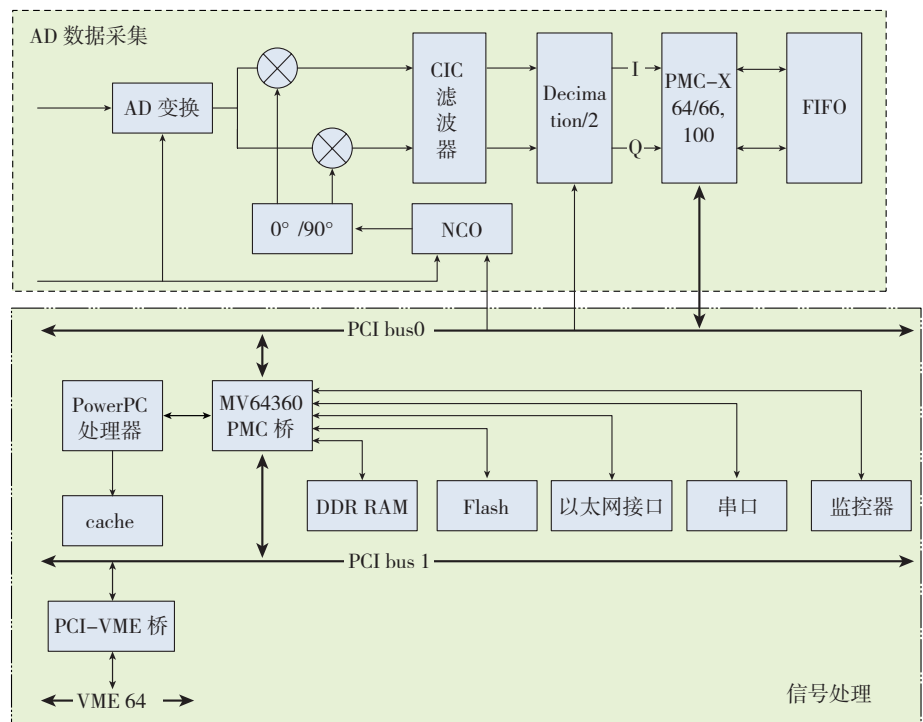 AD 数据采集
AD 变换
CIC
滤
波
器
Decima
tion/2
I
Q
PMC-X
64/66,
100
FIFO
0° /90°
NCO
PCI bus0
PowerPC
处理器
MV64360
PMC 桥
cache
DDR RAM
Flash
以太网接口
串口
监控器
PCI bus 1
PCI-VME 桥
VME 64
信号处理